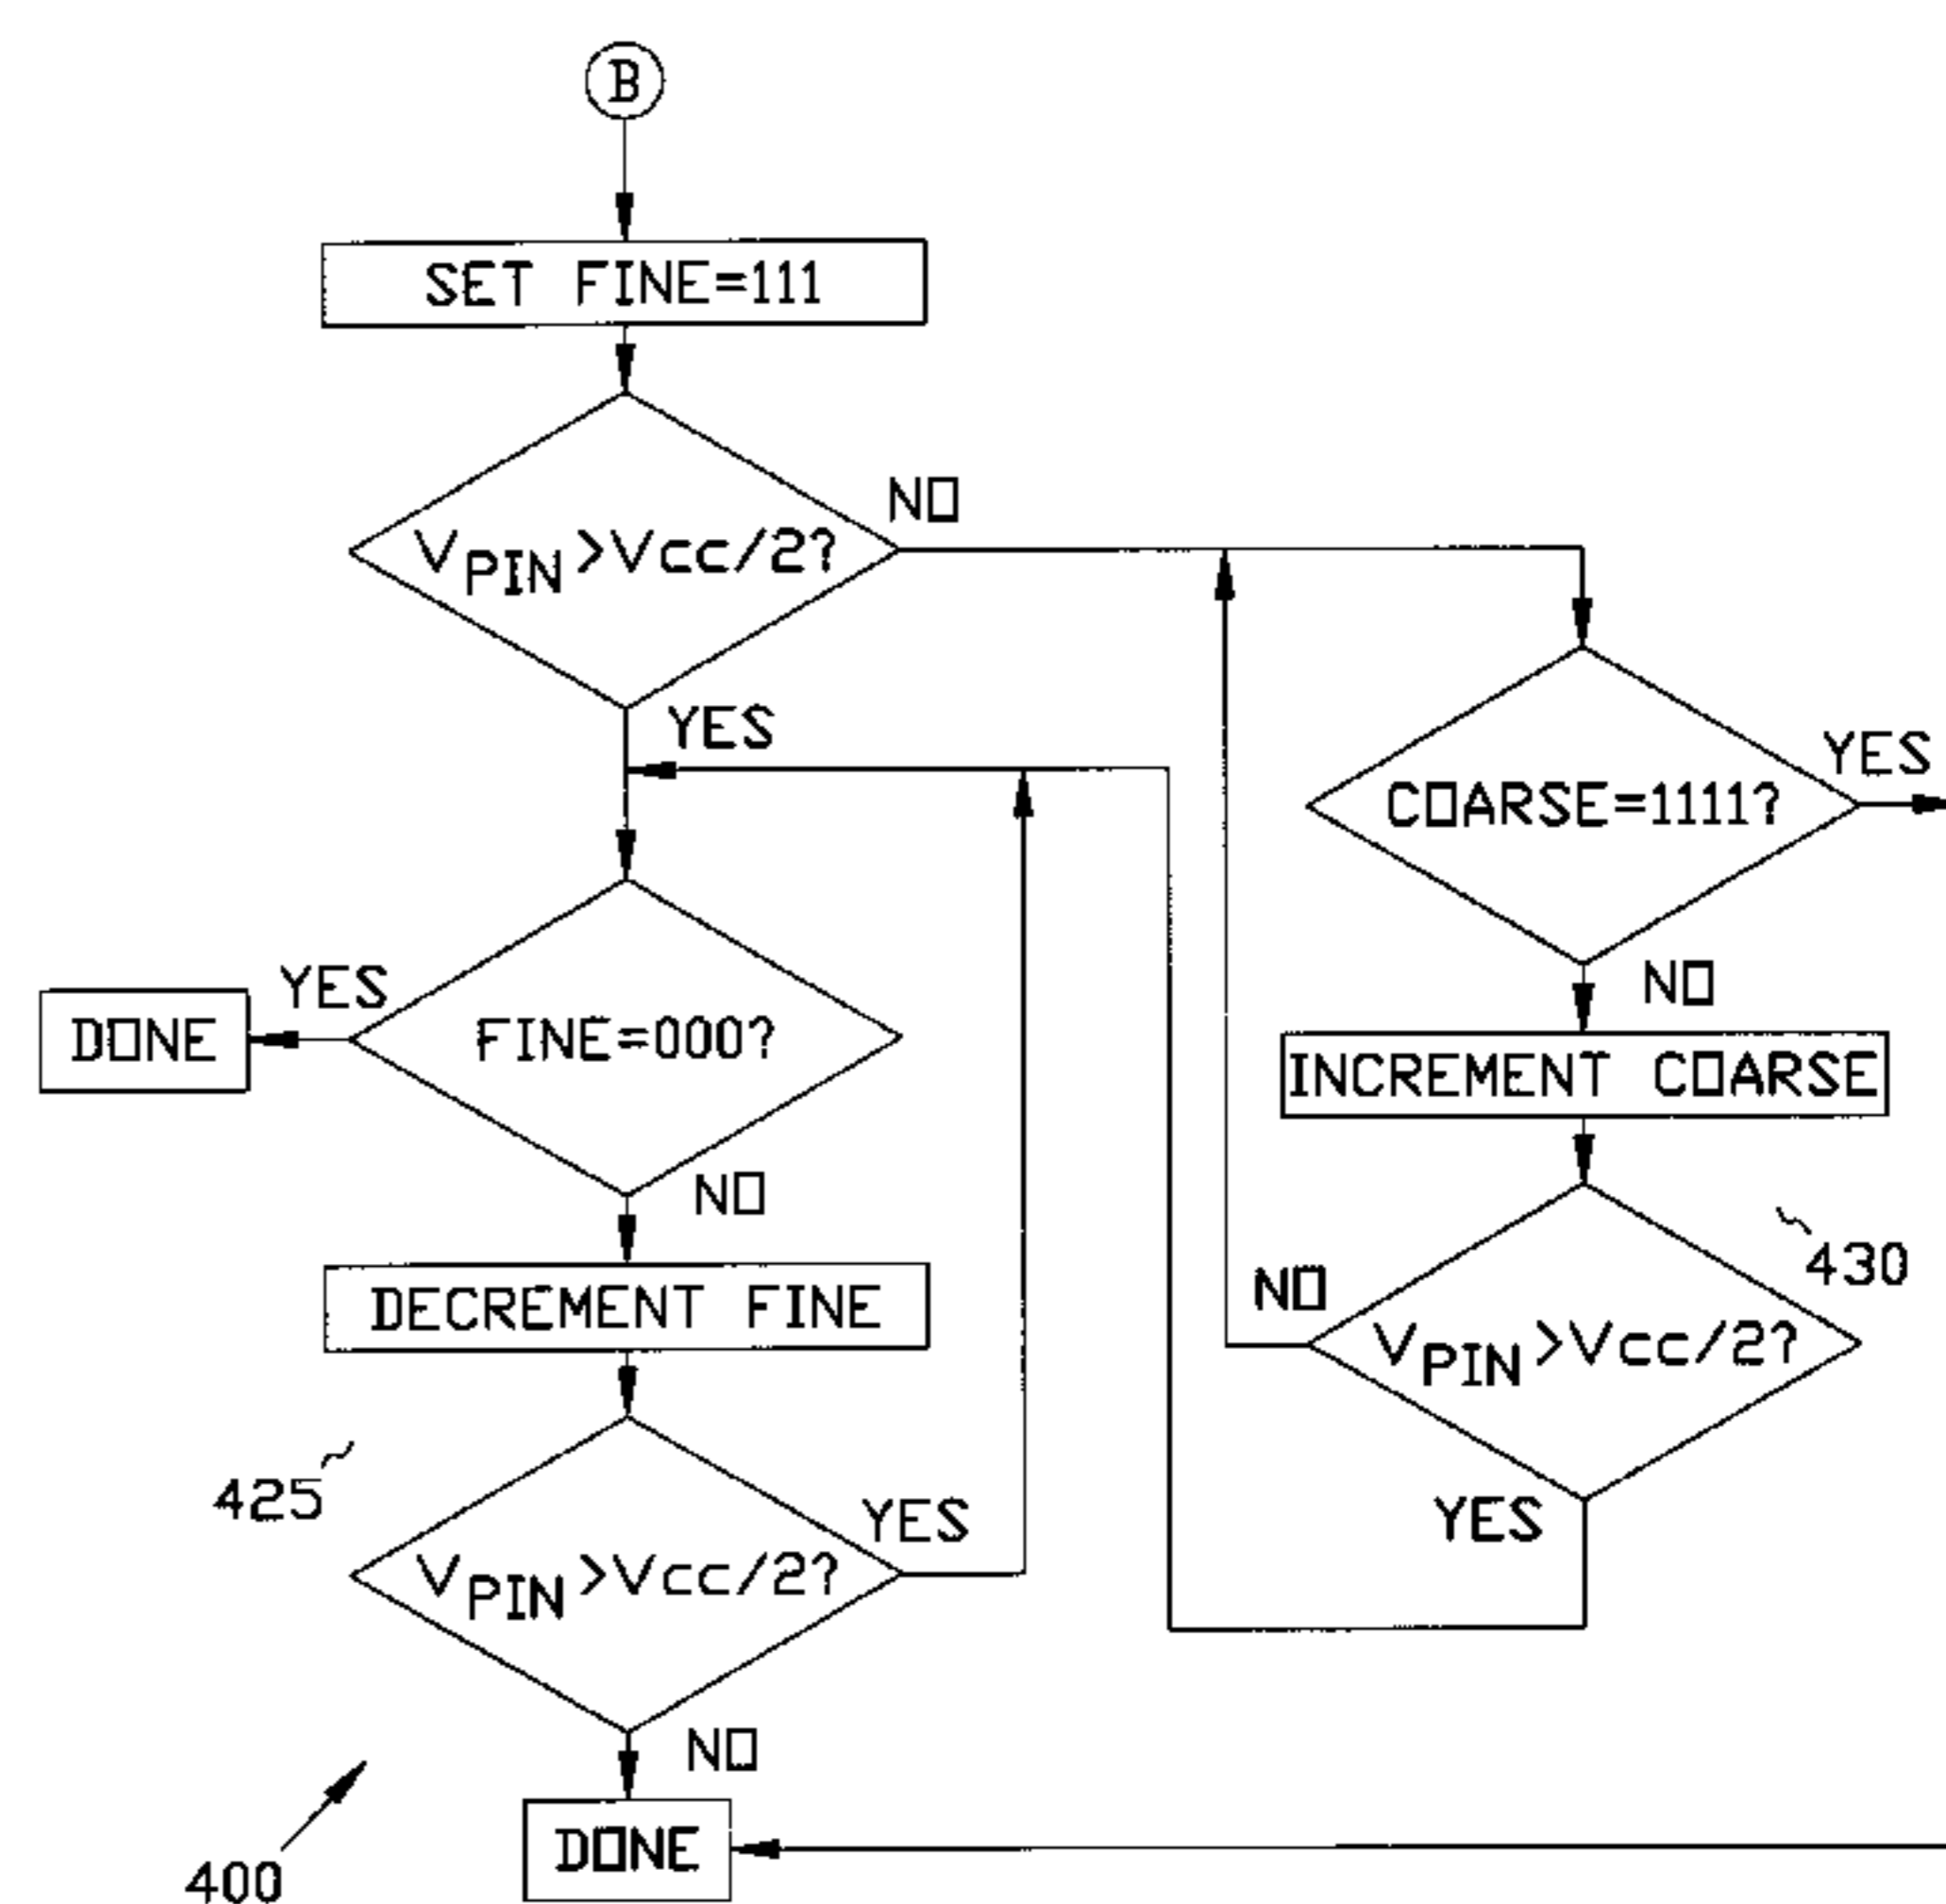 B
SET FINE=111
VPIN>Vcc/2?
NO
YES
COARSE=1111?
YES
NO
INCREMENT COARSE
VPIN>Vcc/2?
430
NO
YES
FINE=000?
YES
DONE
NO
DECREMENT FINE
425
VPIN>Vcc/2?
YES
NO
DONE
400